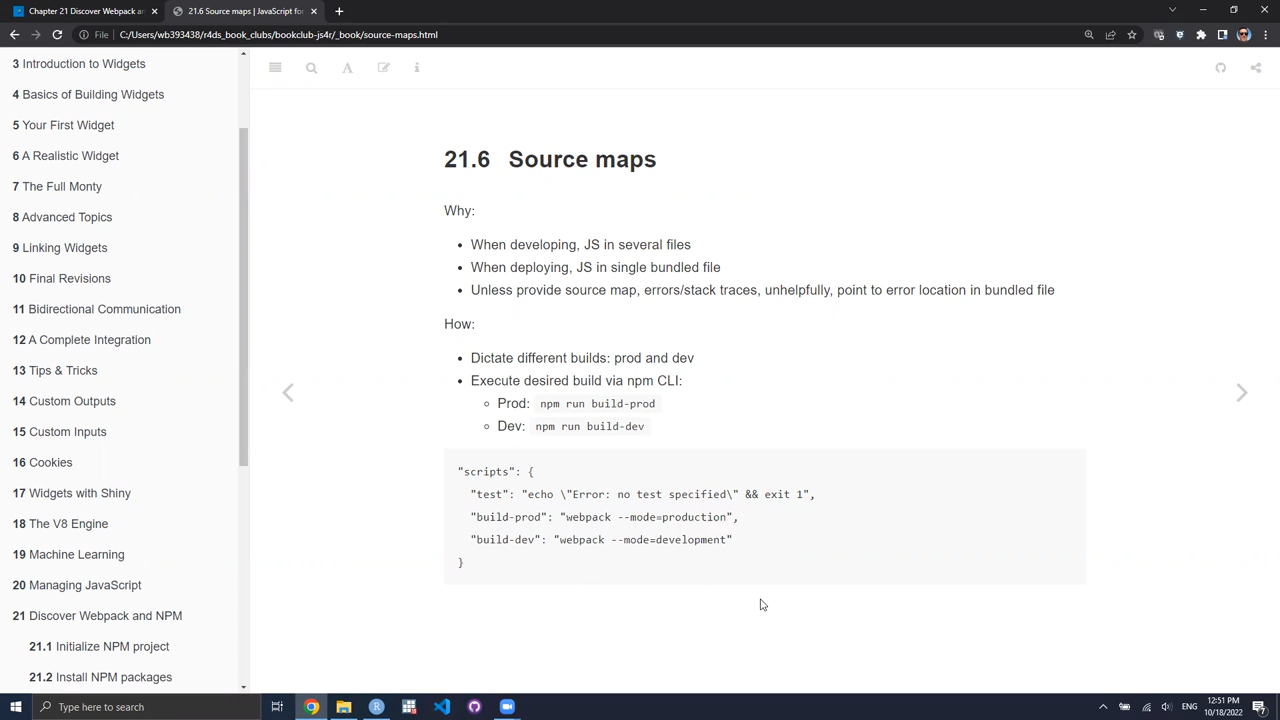 Chapter 21 Discover Webpack an
21.6 Source maps | JavaScript for
File
C:/Users/wb393438/r4ds_book_clubs/bookclub-js4r/_book/source-maps.html
3 Introduction to Widgets
4 Basics of Building Widgets
5 Your First Widget
6 A Realistic Widget
7 The Full Monty
8 Advanced Topics
9 Linking Widgets
10 Final Revisions
11 Bidirectional Communication
12 A Complete Integration
13 Tips & Tricks
14 Custom Outputs
15 Custom Inputs
16 Cookies
17 Widgets with Shiny
18 The V8 Engine
19 Machine Learning
20 Managing JavaScript
21 Discover Webpack and NPM
21.1 Initialize NPM project
21.2 Install NPM packages
21.6 Source maps
Why:
When developing, JS in several files
When deploying, JS in single bundled file
Unless provide source map, errors/stack traces, unhelpfully, point to error location in bundled file
How:
Dictate different builds: prod and dev
Execute desired build via npm CLI:
Prod: npm run build-prod
Dev: npm run build-dev
"scripts": {
"test": "echo \"Error: no test specified\" && exit 1",
"build-prod": "webpack --mode=production",
"build-dev": "webpack --mode=development"
}
Type here to search
ENG
12:51 PM
10/18/2022